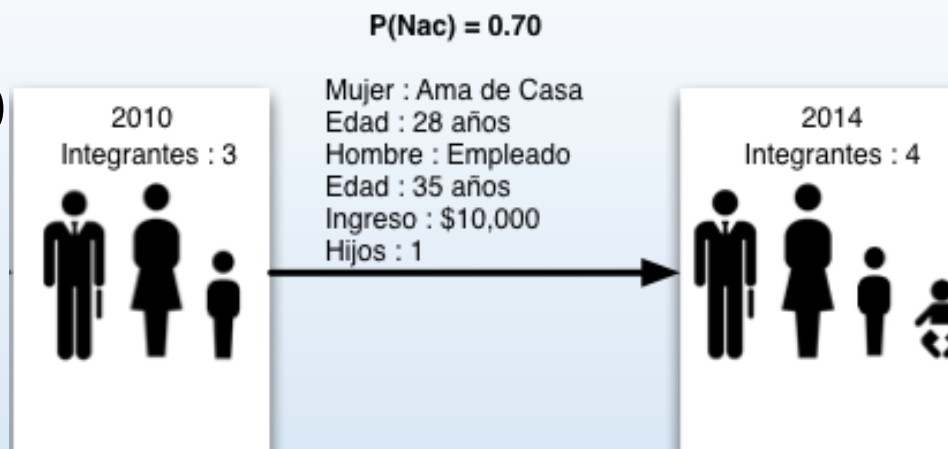 P(Nac) = 0.70
2010
Integrantes : 3
Mujer : Ama de Casa
Edad : 28 años
Hombre : Empleado
Edad : 35 años
Ingreso : $10,000
Hijos : 1
2014
Integrantes : 4